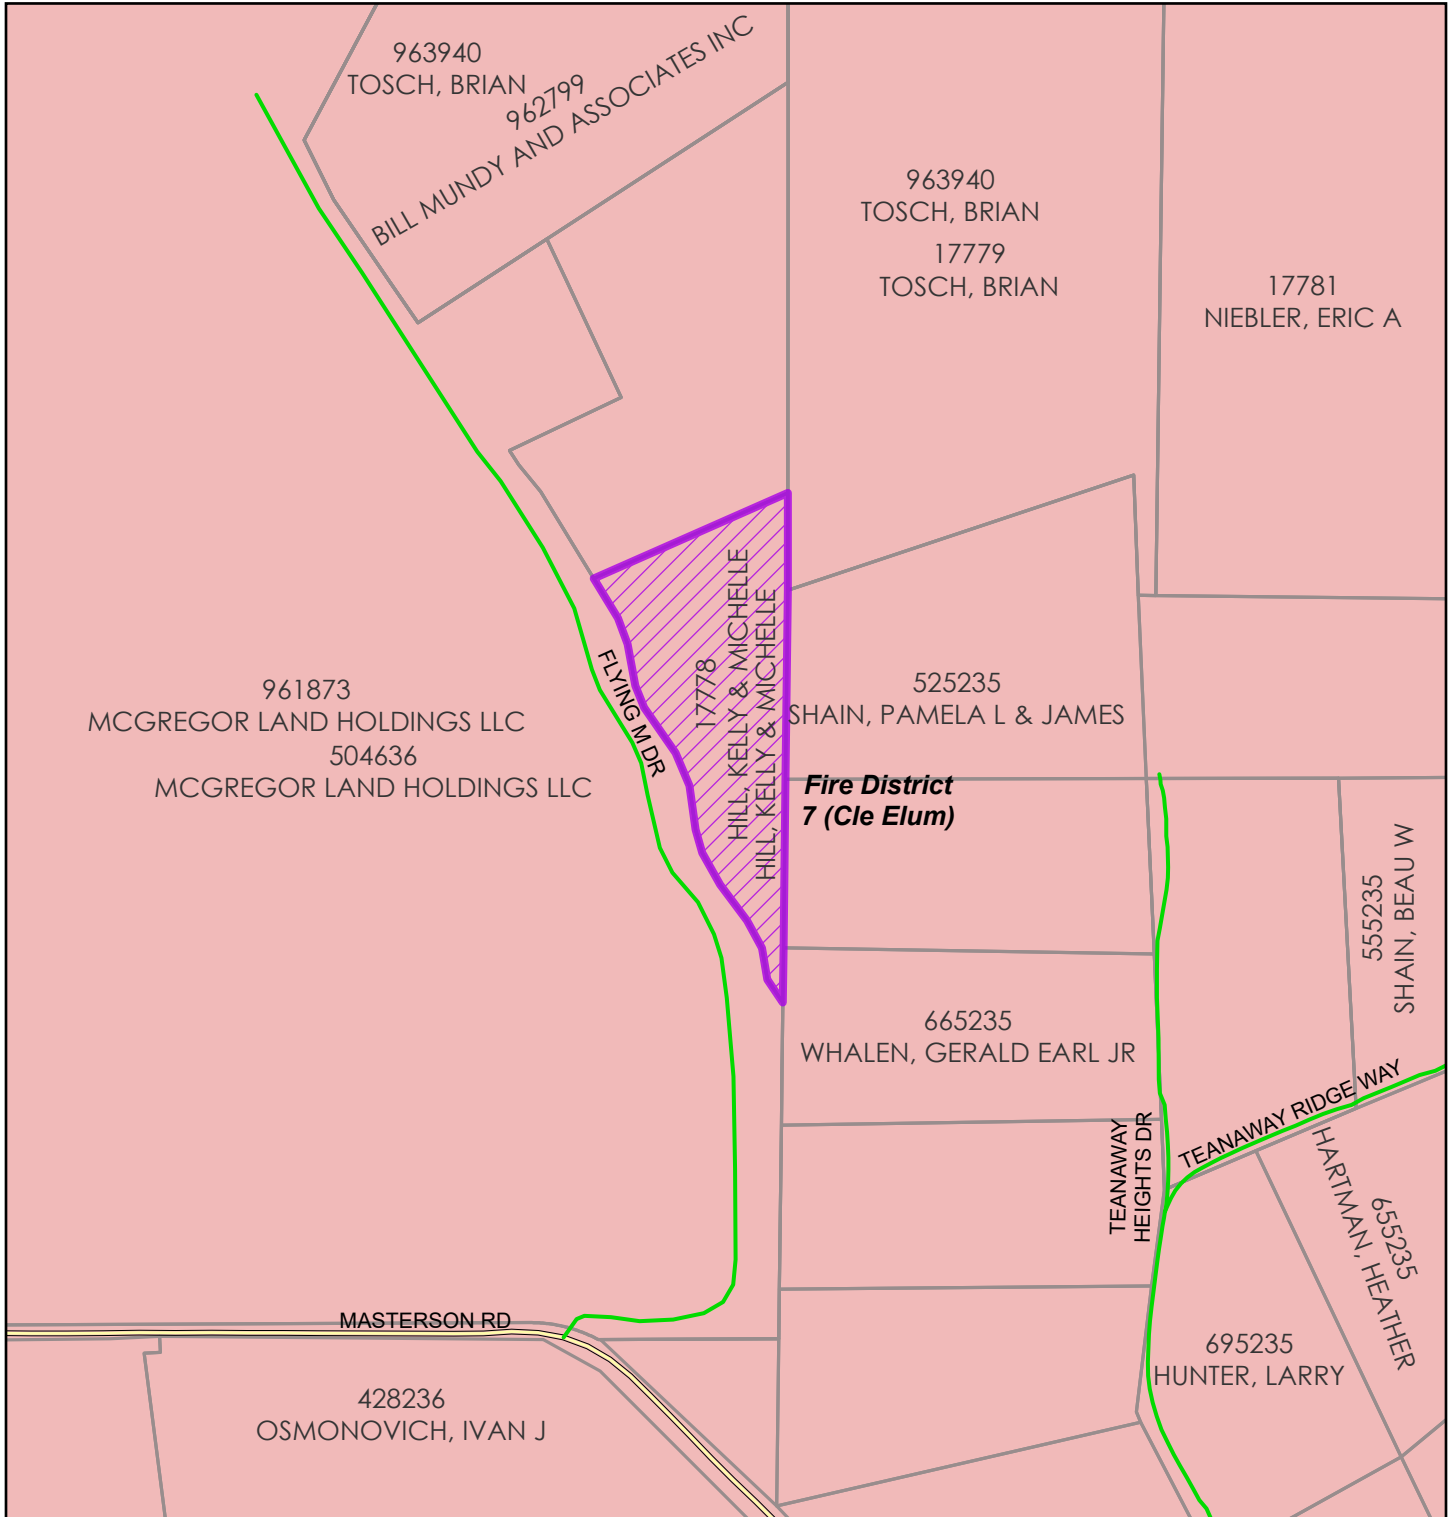 963940
TOSCH, BRIAN
962799
BILL MUNDY AND ASSOCIATES INC
963940
TOSCH, BRIAN
17779
TOSCH, BRIAN
17781
NIEBLER, ERIC A
17778
HILL, KELLY & MICHELLE
HILL, KELLY & MICHELLE
FLYING M DR
961873
MCGREGOR LAND HOLDINGS LLC
504636
MCGREGOR LAND HOLDINGS LLC
525235
SHAIN, PAMELA L & JAMES
Fire District
7 (Cle Elum)
555235
SHAIN, BEAU W
665235
WHALEN, GERALD EARL JR
TEANAWAY RIDGE WAY
TEANAWAY
HEIGHTS DR
655235
HARTMAN, HEATHER
MASTERSON RD
695235
HUNTER, LARRY
428236
OSMONOVICH, IVAN J